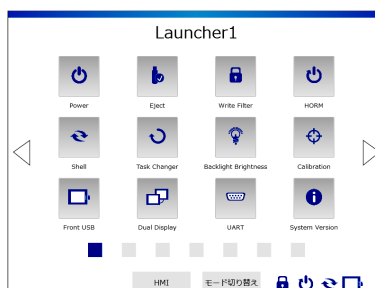 Launcher1
Power Eject Write Filter HORM
Shell Task Changer Backlight Brightness Calibration
Front USB Dual Display UART System Version
HMI モード切り替え